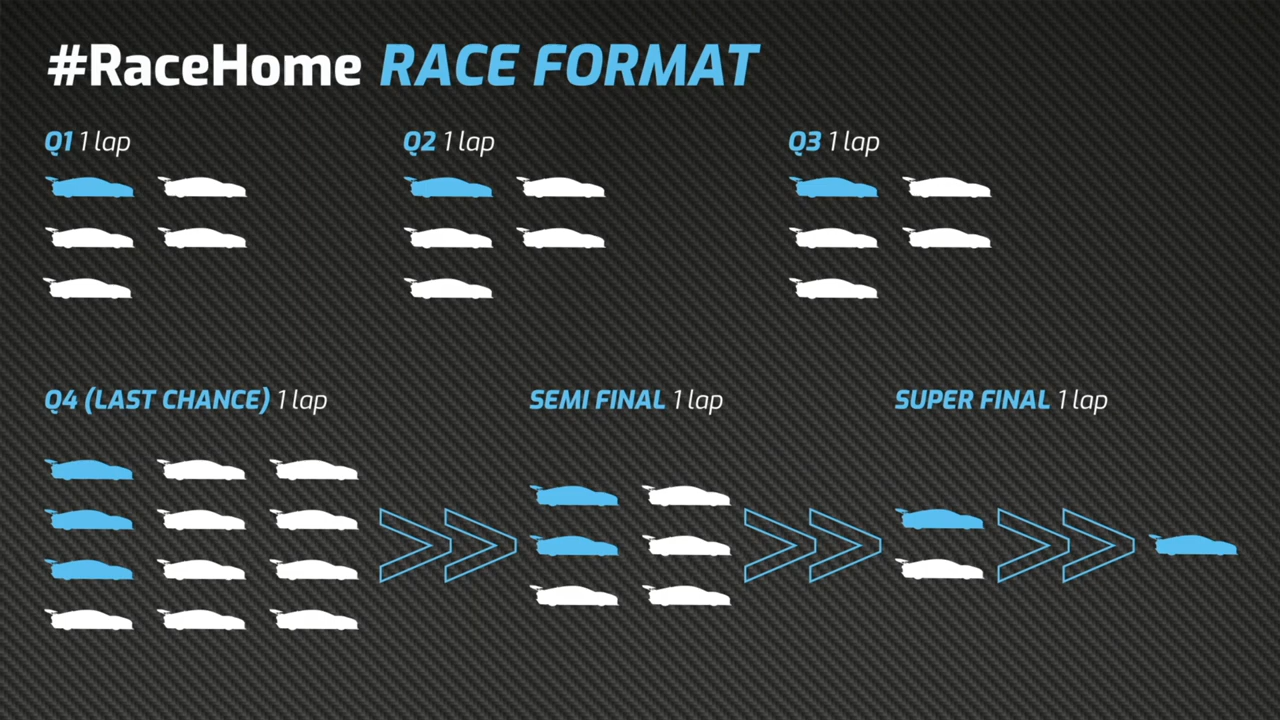 #RaceHome RACE FORMAT
Q1 1 lap
Q2 1 lap
Q3 1 lap
Q4 (LAST CHANCE) 1 lap
SEMI FINAL 1 lap
SUPER FINAL 1 lap